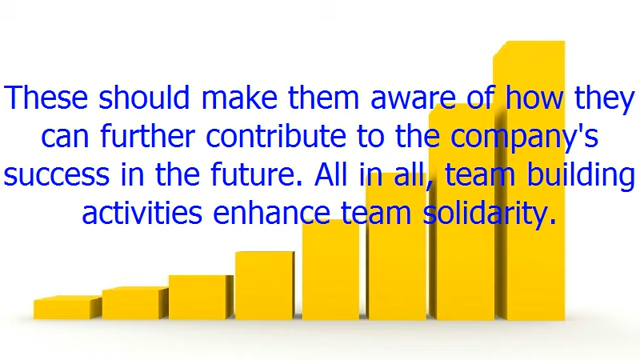 These should make them aware of how they
can further contribute to the company's
success in the future. All in all, team building
activities enhance team solidarity.